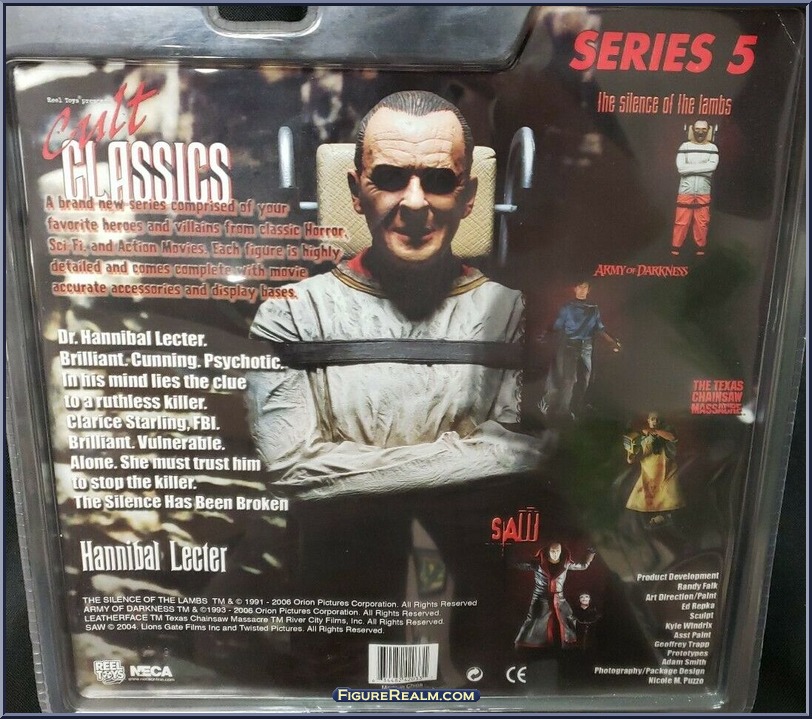 SERIES 5
the silence of the lambs
Reel Toys
Cult
CLASSICS
A brand new series comprised of your
favorite heroes and villains from classic Horror,
Sci Fi, and Action Movies. Each figure is highly
detailed and comes complete with movie
accurate accessories and display bases.
Dr. Hannibal Lecter.
Brilliant. Cunning. Psychotic.
In his mind lies the clue
to a ruthless killer.
Clarice Starling, FBI.
Brilliant. Vulnerable.
Alone. She must trust him
to stop the killer.
The Silence Has Been Broken
Hannibal Lecter
ARMY OF DARKNESS
THE TEXAS
CHAINSAW
MASSACRE
SAW
THE SILENCE OF THE LAMBS TM & © 1991 - 2006 Orion Pictures Corporation. All Rights Reserved
ARMY OF DARKNESS TM & ©1993 - 2006 Orion Pictures Corporation. All Rights Reserved.
LEATHERFACE TM Texas Chainsaw Massacre TM River City Films, Inc. All Rights Reserved.
SAW © 2004. Lions Gate Films Inc and Twisted Pictures. All Rights Reserved.
Product Development
Randy Falk
Art Direction/Paint
Ed Repka
Sculpt
Kyle Windrix
Asst Paint
Geoffrey Trapp
Prototypes
Adam Smith
Photography/Package Design
Nicole M. Puzzo
REEL
TOYS
NECA
CE
FIGUREREALM.COM